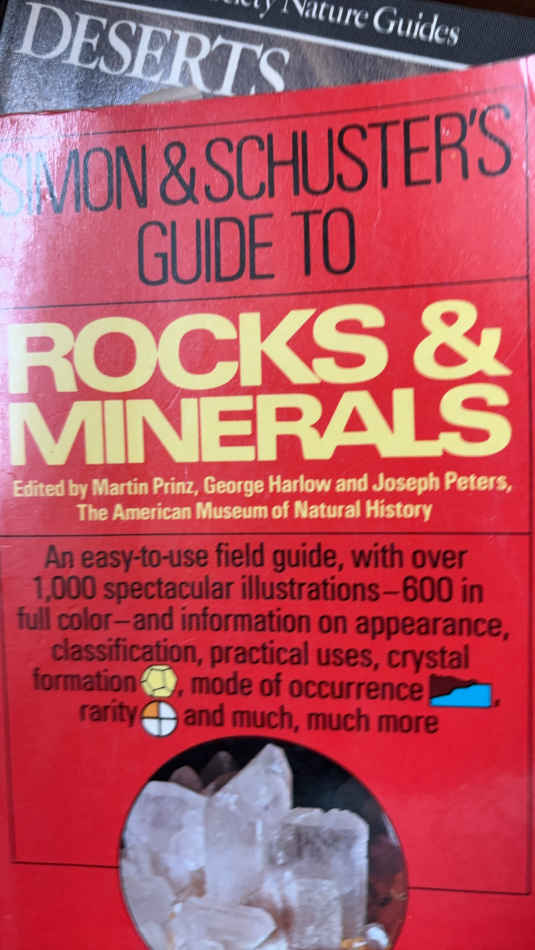 Society Nature Guides
DESERTS
SIMON & SCHUSTER'S
GUIDE TO
ROCKS &
MINERALS
Edited by Martin Prinz, George Harlow and Joseph Peters,
The American Museum of Natural History
An easy-to-use field guide, with over
1,000 spectacular illustrations—600 in
full color—and information on appearance,
classification, practical uses, crystal
formation, mode of occurrence,
rarity and much, much more